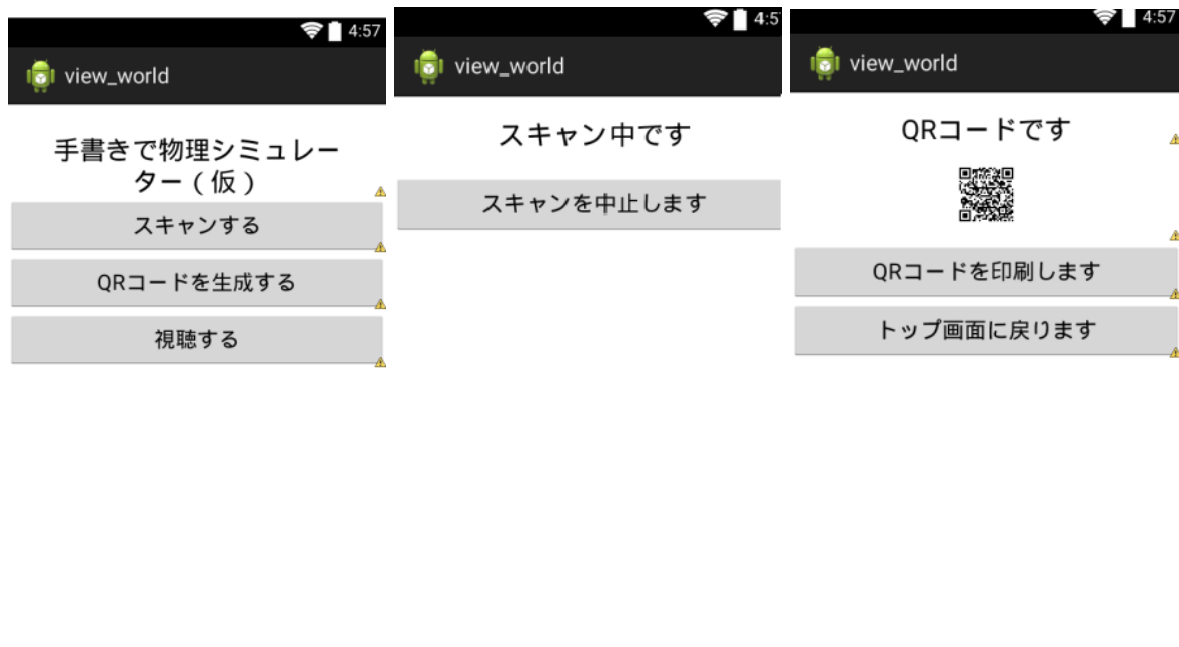 4:57
view_world
手書きで物理シミュレー
ター(仮)
スキャンする
QRコードを生成する
視聴する
4:5
view_world
スキャン中です
スキャンを中止します
4:57
view_world
QRコードです
QRコードを印刷します
トップ画面に戻ります